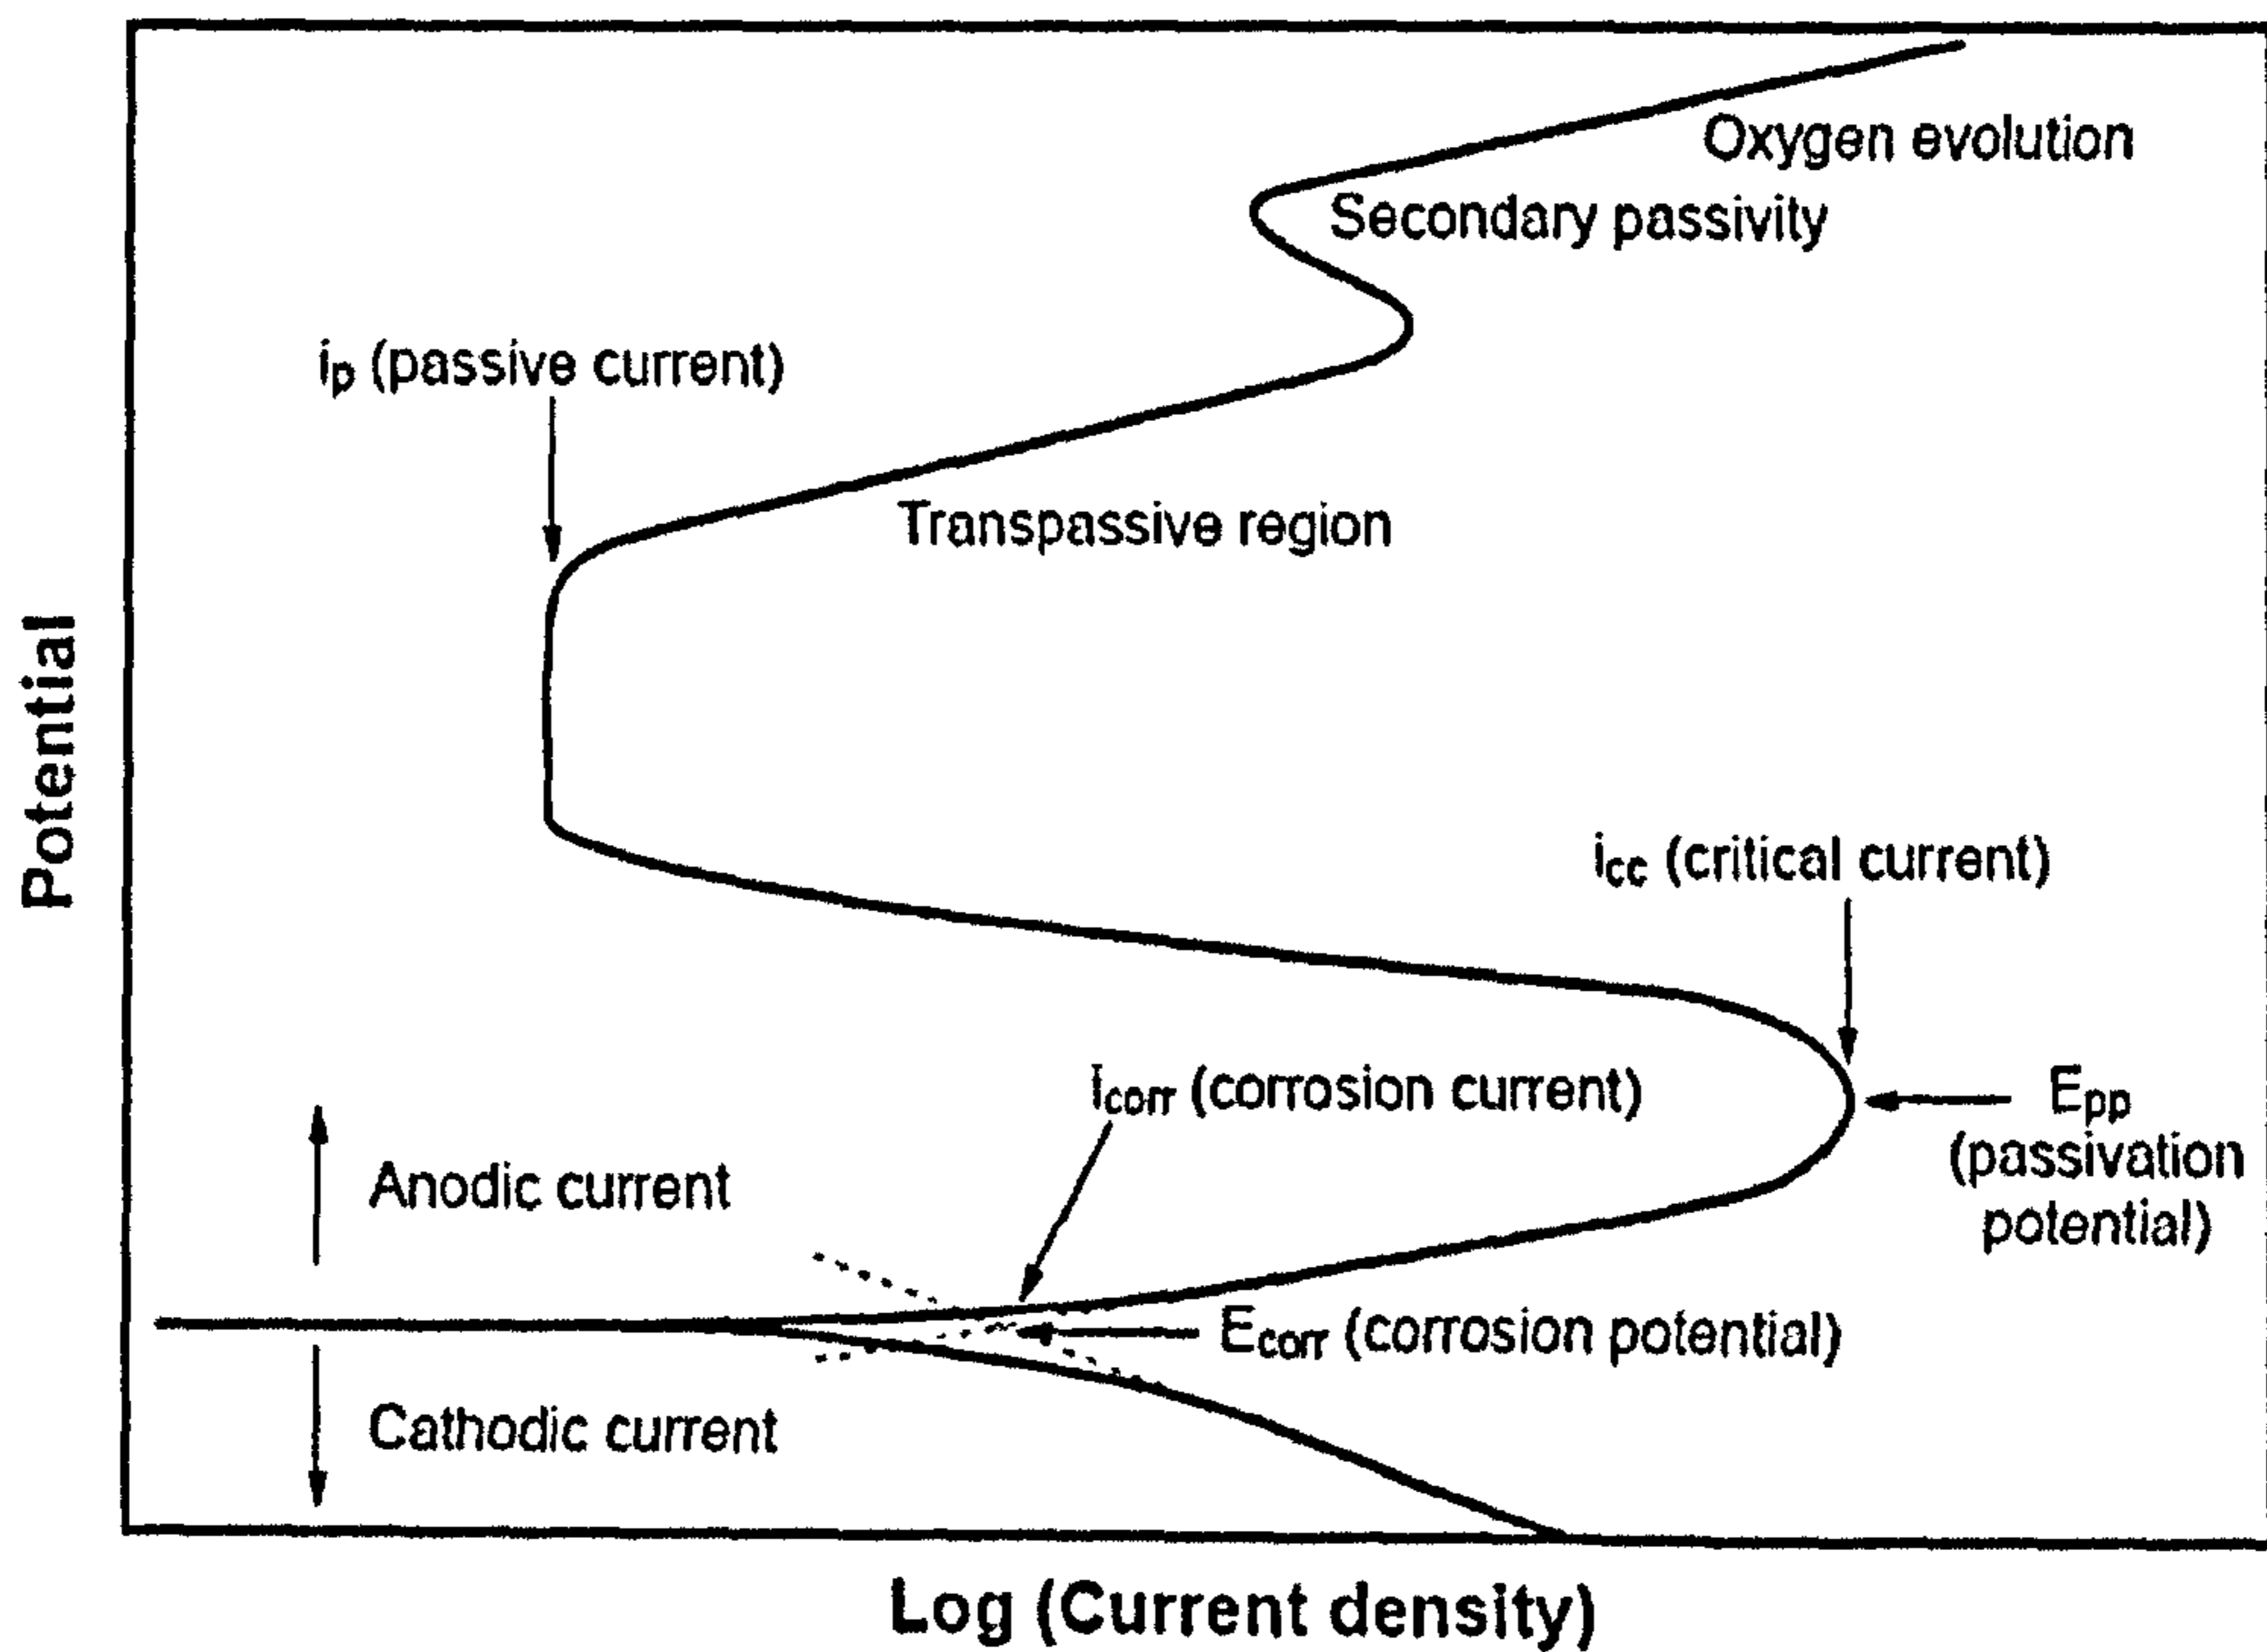 Oxygen evolution
Secondary passivity
ip (passive current)
Transpassive region
Potential
icc (critical current)
Icorr (corrosion current)
Epp
(passivation
potential)
Anodic current
Ecorr (corrosion potential)
Cathodic current
Log (Current density)